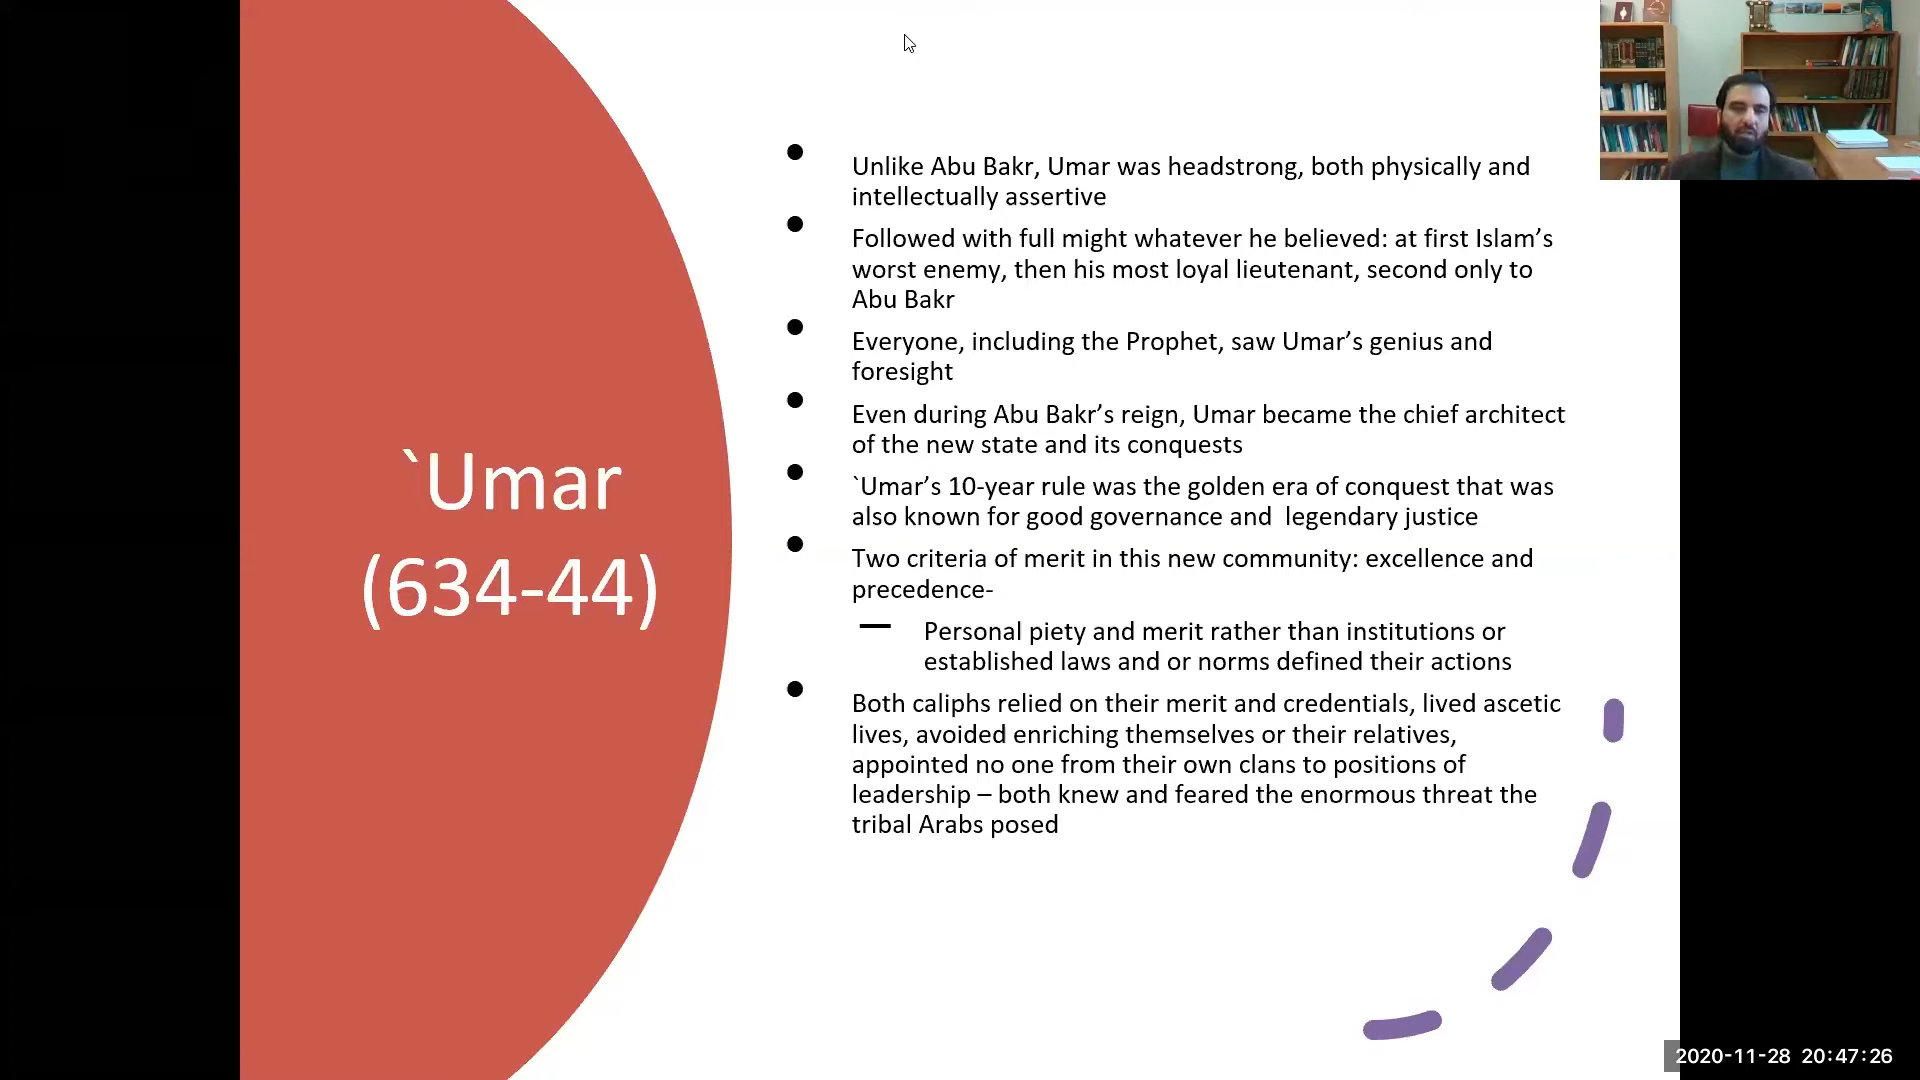 `Umar
(634-44)
Unlike Abu Bakr, Umar was headstrong, both physically and
intellectually assertive
Followed with full might whatever he believed: at first Islam’s
worst enemy, then his most loyal lieutenant, second only to
Abu Bakr
Everyone, including the Prophet, saw Umar’s genius and
foresight
Even during Abu Bakr’s reign, Umar became the chief architect
of the new state and its conquests
`Umar’s 10-year rule was the golden era of conquest that was
also known for good governance and  legendary justice
Two criteria of merit in this new community: excellence and
precedence-
Personal piety and merit rather than institutions or
established laws and or norms defined their actions
Both caliphs relied on their merit and credentials, lived ascetic
lives, avoided enriching themselves or their relatives,
appointed no one from their own clans to positions of
leadership – both knew and feared the enormous threat the
tribal Arabs posed
2020-11-28 20:47:26